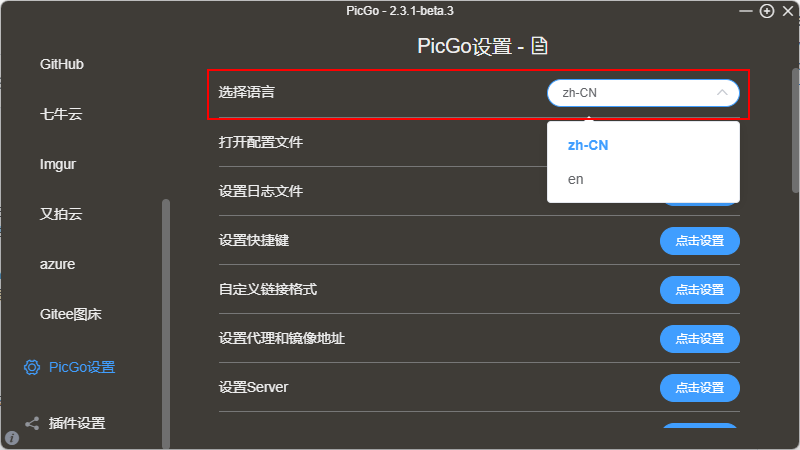 PicGo - 2.3.1-beta.3
GitHub
七牛云
Imgur
又拍云
azure
Gitee图床
PicGo设置
插件设置
PicGo设置 -
选择语言
zh-CN
zh-CN
en
打开配置文件
设置日志文件
设置快捷键 点击设置
自定义链接格式 点击设置
设置代理和镜像地址 点击设置
设置Server 点击设置